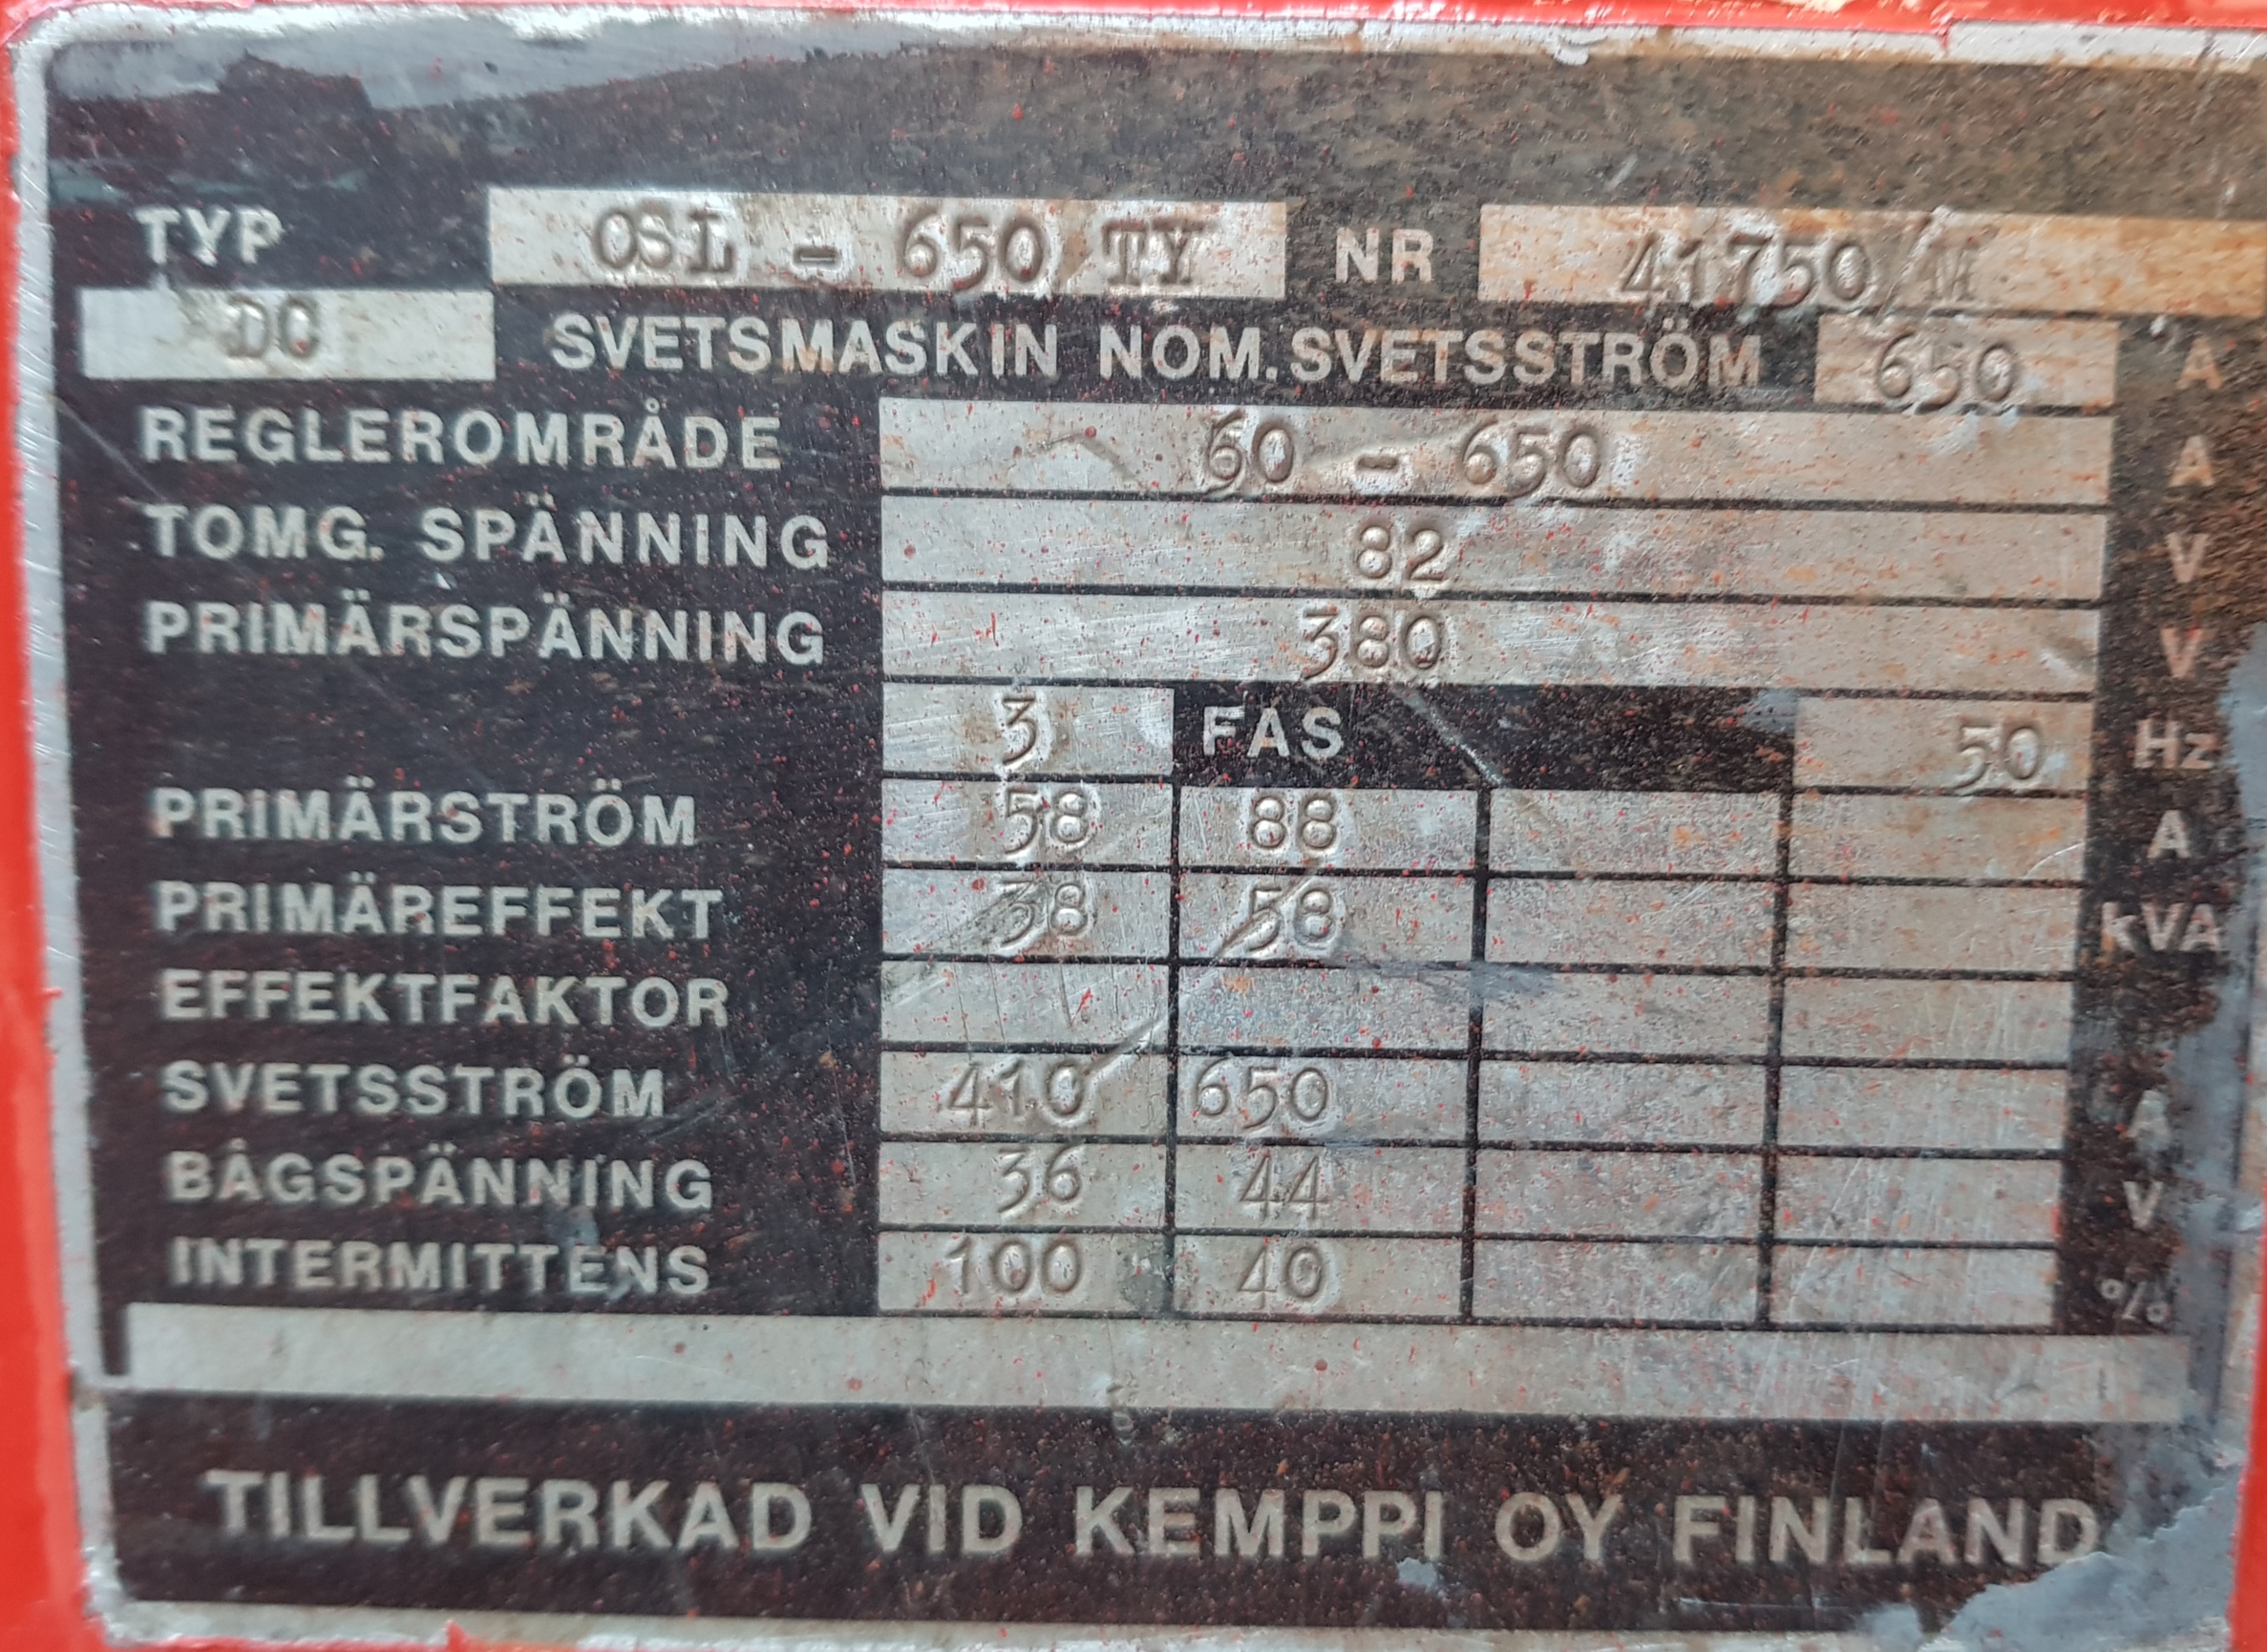 TYP OSL - 650 TY NR 41750/
DC SVETSMASKIN NOM. SVETSSTRÖM 650 A
REGLEROMRÅDE 60 - 650 A
TOMG. SPÄNNING 82 V
PRIMÄRSPÄNNING 380 V
3 FAS 50 Hz
PRIMÄRSTRÖM 58 88 A
PRIMÄREFFEKT 38 58 kVA
EFFEKTFAKTOR
SVETSSTRÖM 410 650 A
BÅGSPÄNNING 36 44 V
INTERMITTENS 100 40 %
TILLVERKAD VID KEMPPI OY FINLAND